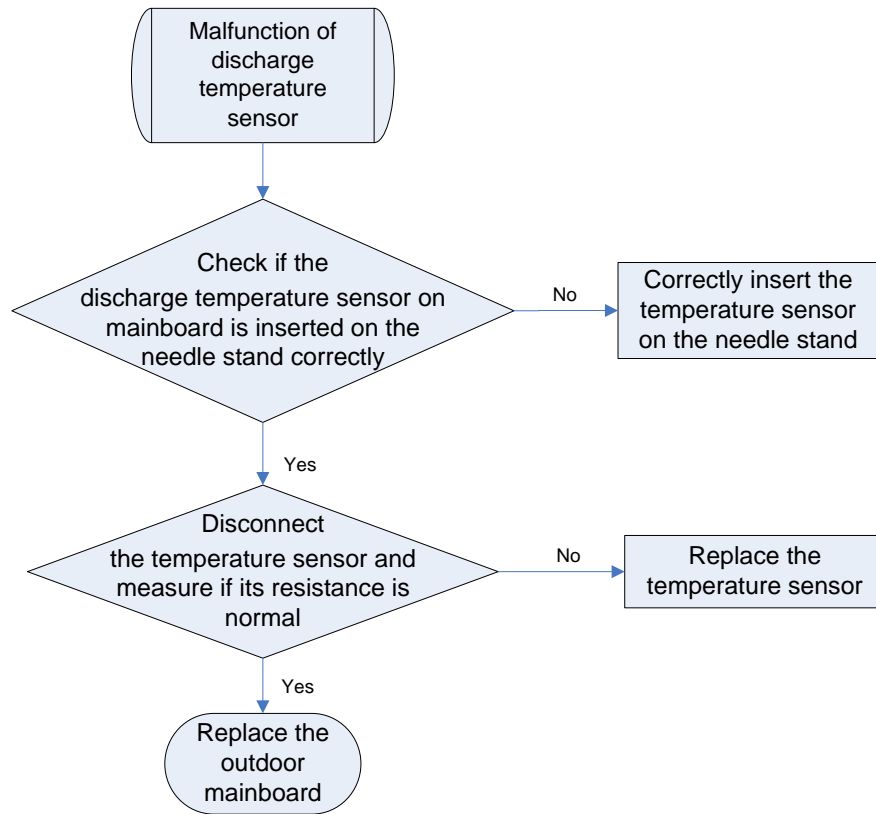 Malfunction of
discharge
temperature
sensor
Check if the
discharge temperature sensor on
mainboard is inserted on the
needle stand correctly
No
Correctly insert the
temperature sensor
on the needle stand
Yes
Disconnect
the temperature sensor and
measure if its resistance is
normal
No
Replace the
temperature sensor
Yes
Replace the
outdoor
mainboard